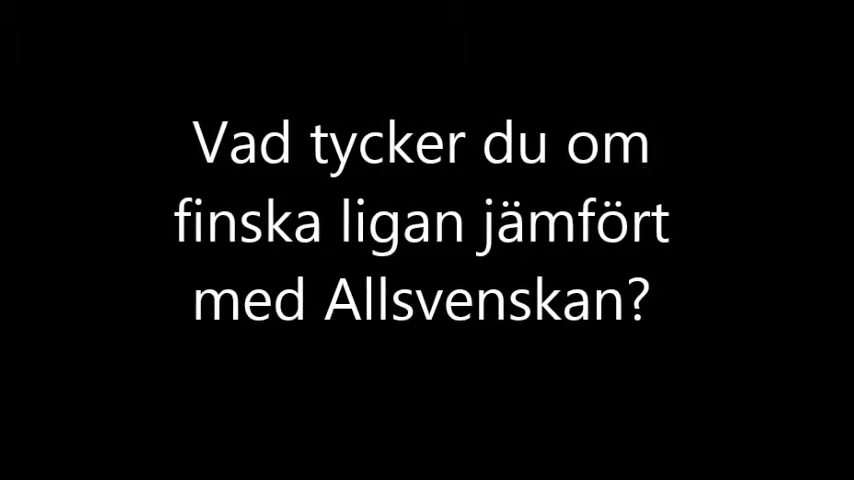 Vad tycker du om
finska ligan jämfört
med Allsvenskan?